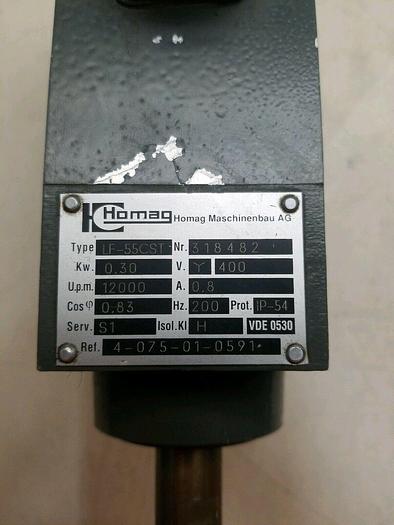 Homag Homag Maschinenbau AG
Type LF-55CST Nr. 318482
Kw. 0.30 V. Y 400
U.p.m. 12000 A. 0.8
Cosφ 0,83 Hz. 200 Prot. IP-54
Serv. S1 Isol.Kl H VDE 0530
Ref. 4-075-01-0591